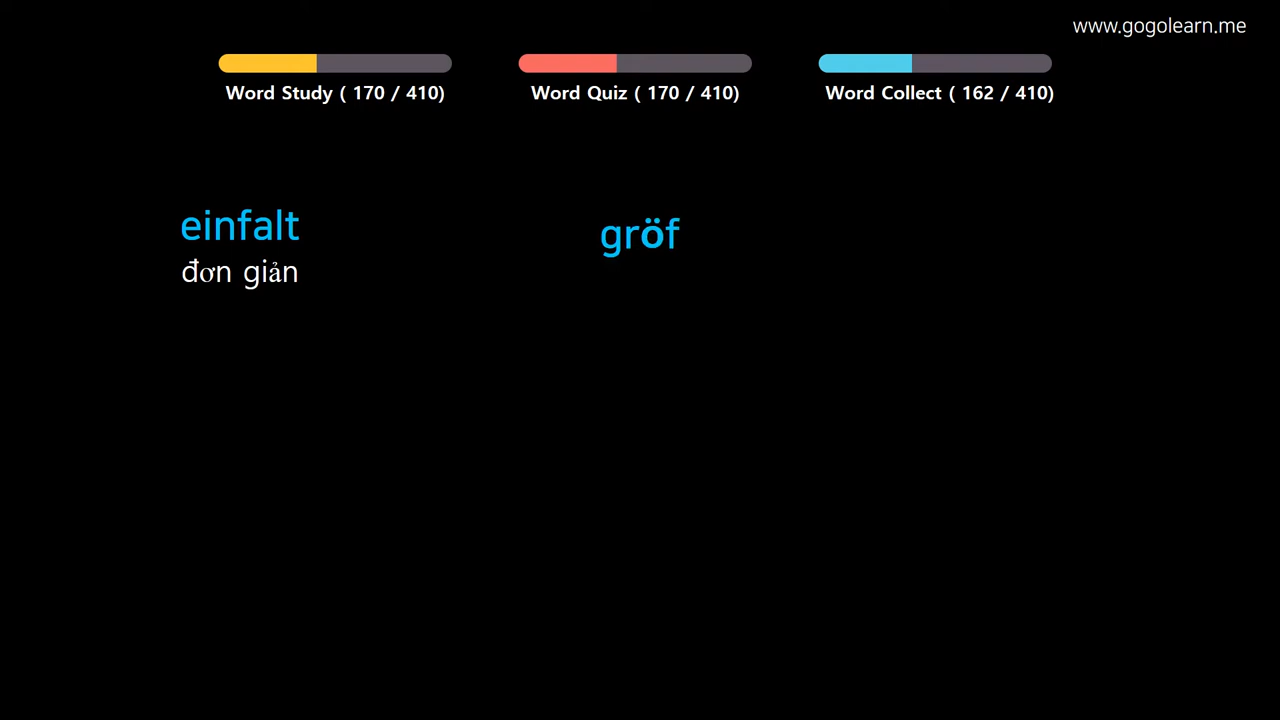 www.gogolearn.me
Word Study ( 170 / 410)
Word Quiz ( 170 / 410)
Word Collect ( 162 / 410)
einfalt
gröf
đơn giản